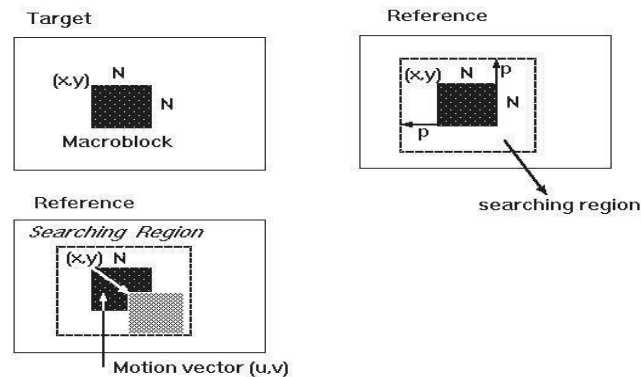 Target
(x,y) N
N
Macroblock
Reference
(x,y) N p
N
p
searching region
Reference
Searching Region
(x,y) N
Motion vector (u,v)